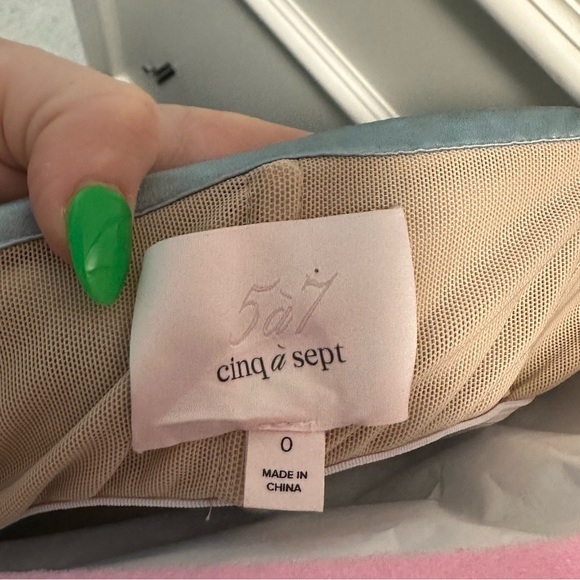 5à7
cinq à sept
0
MADE IN
CHINA